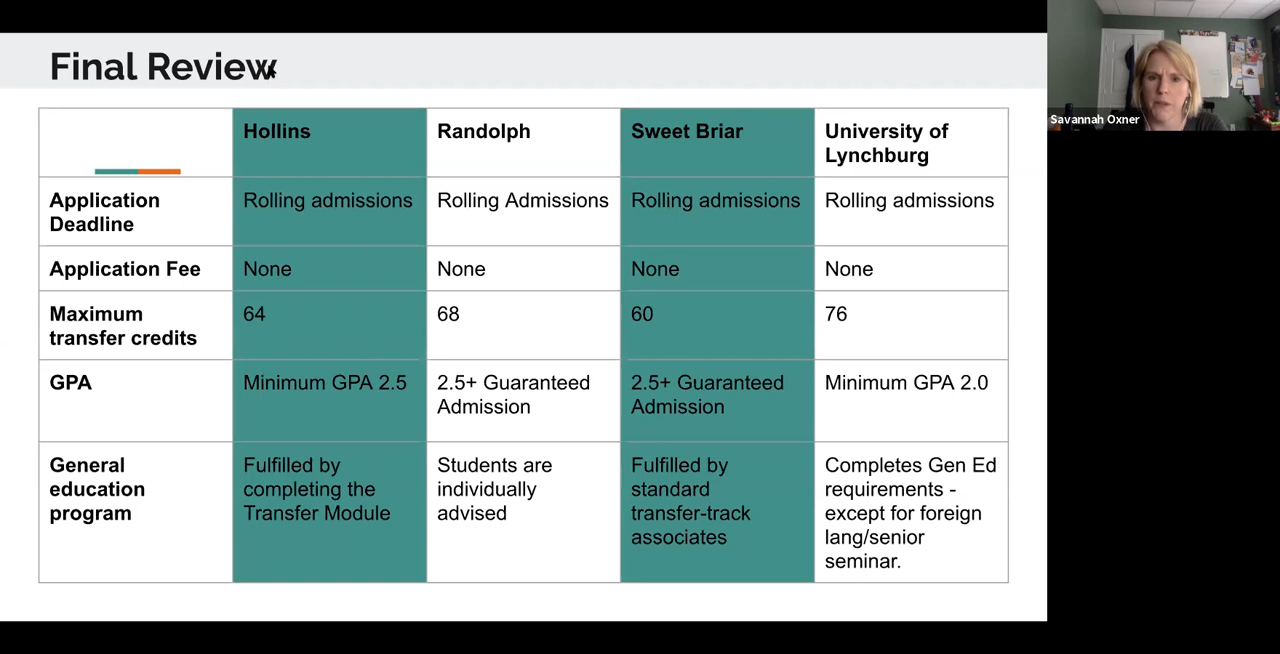 Final Review
Hollins
Randolph
Sweet Briar
University of
Lynchburg
Application
Deadline
Rolling admissions
Rolling Admissions
Rolling admissions
Rolling admissions
Application Fee
None
None
None
None
Maximum
transfer credits
64
68
60
76
GPA
Minimum GPA 2.5
2.5+ Guaranteed
Admission
2.5+ Guaranteed
Admission
Minimum GPA 2.0
General
education
program
Fulfilled by
completing the
Transfer Module
Students are
individually
advised
Fulfilled by
standard
transfer-track
associates
Completes Gen Ed
requirements -
except for foreign
lang/senior
seminar.
Savannah Oxner